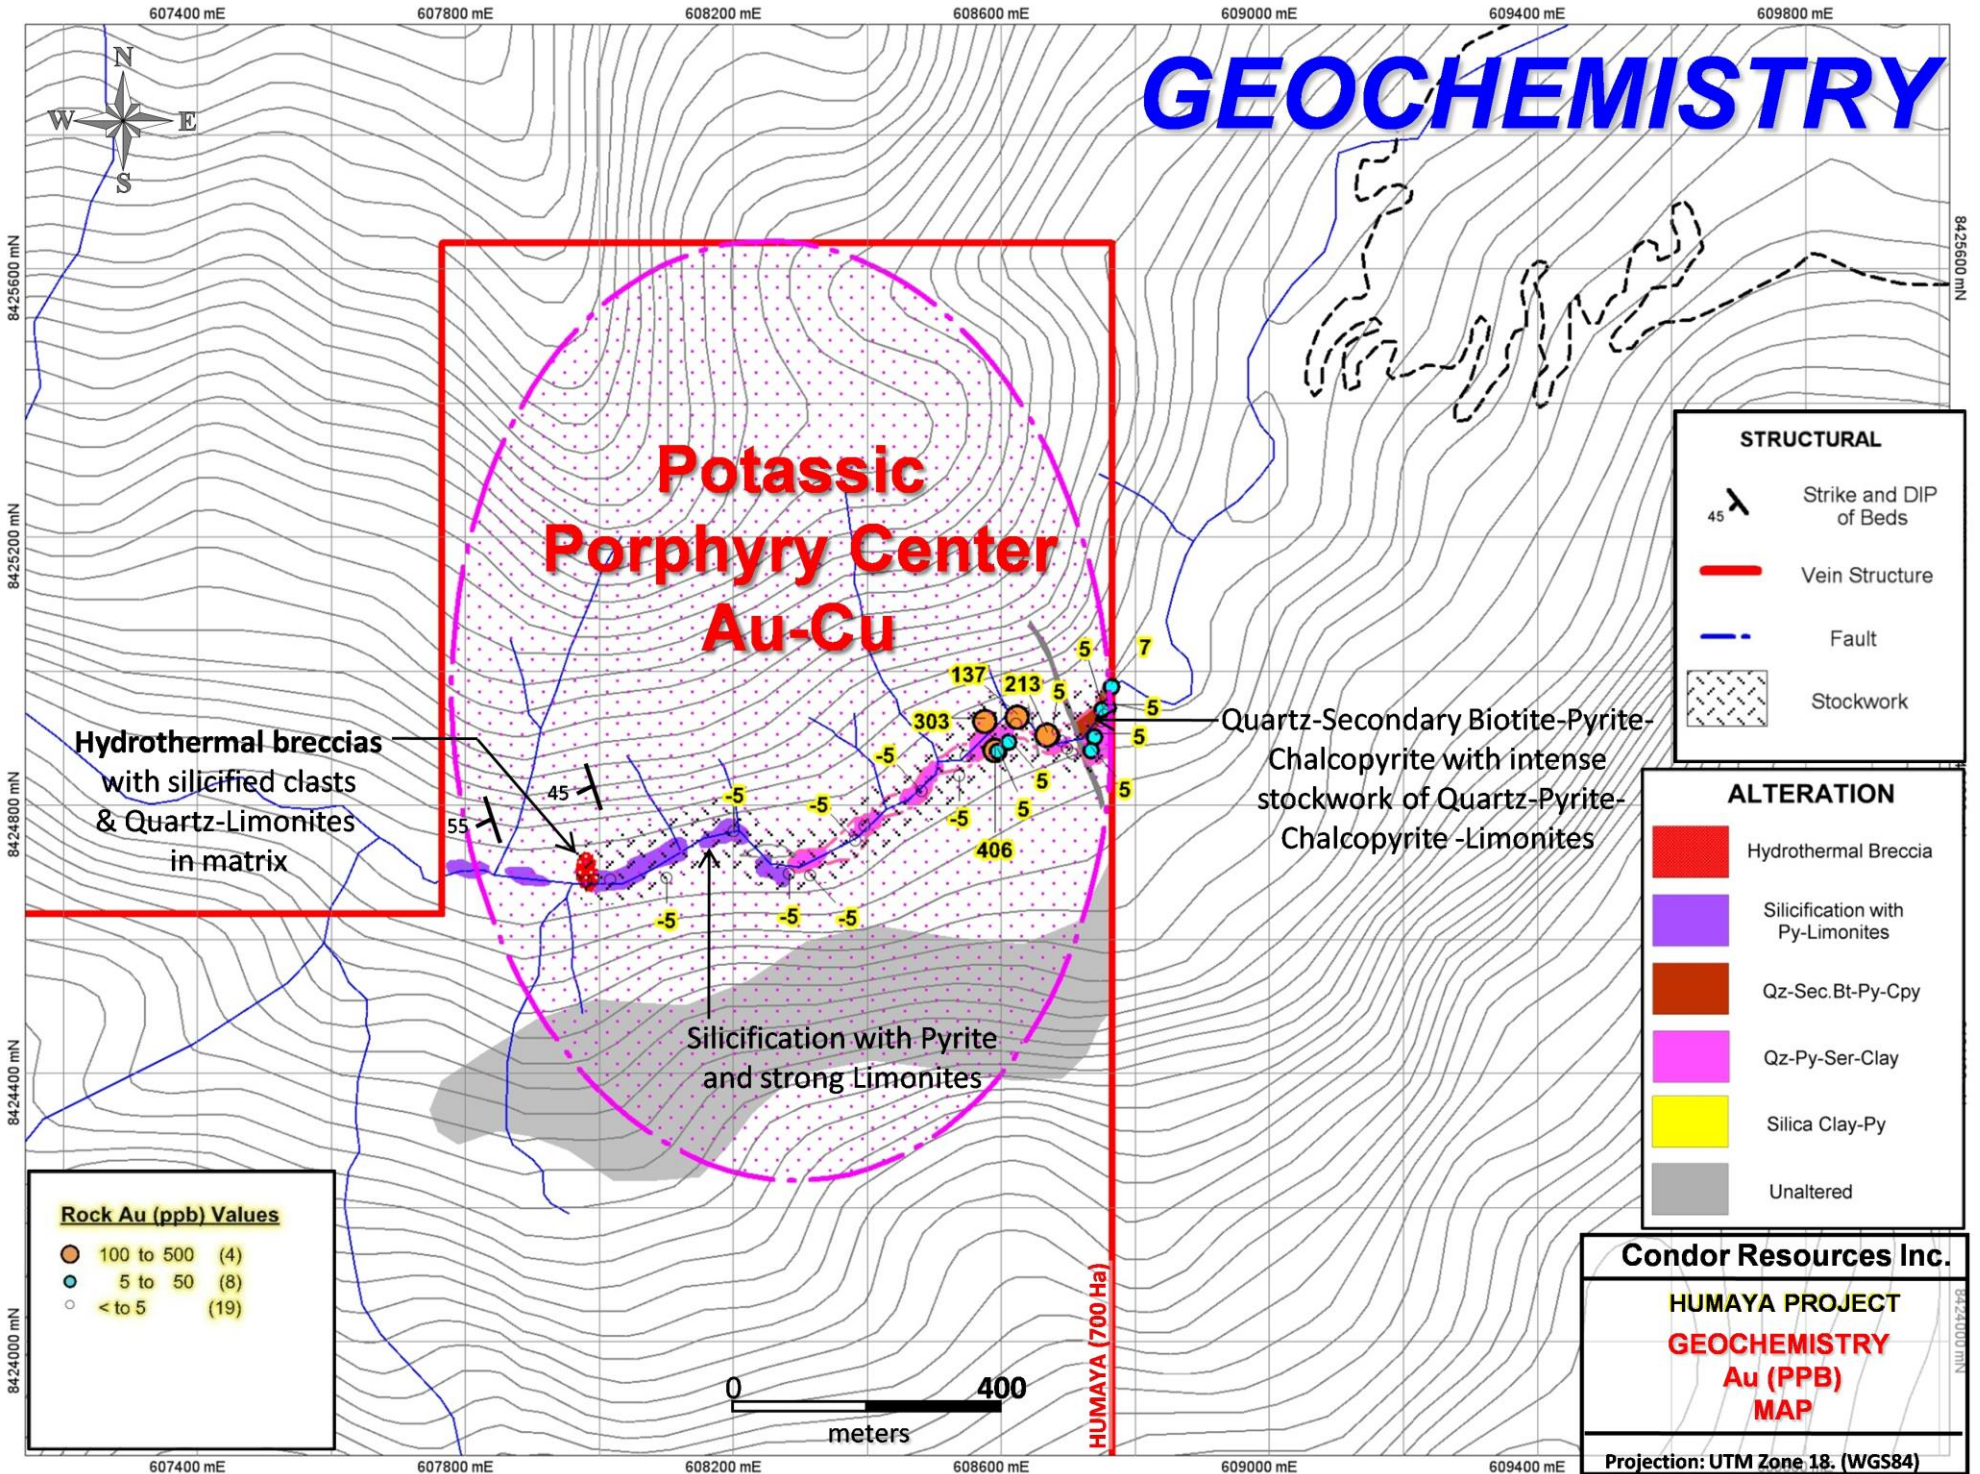 607400 mE
607800 mE
608200 mE
608600 mE
609000 mE
609400 mE
609800 mE
GEOCHEMISTRY
N
W
E
S
8425600 mN
8425600 mN
8425200 mN
8424800 mN
8424400 mN
8424000 mN
8424000 mN
Potassic
Porphyry Center
Au-Cu
STRUCTURAL
45
Strike and DIP
of Beds
Vein Structure
Fault
Stockwork
ALTERATION
Hydrothermal Breccia
Silicification with
Py-Limonites
Qz-Sec.Bt-Py-Cpy
Qz-Py-Ser-Clay
Silica Clay-Py
Unaltered
5
7
137
213
5
303
5
5
-5
5
5
5
-5
-5
-5
406
-5
-5
-5
45
55
Hydrothermal breccias
with silicified clasts
& Quartz-Limonites
in matrix
Quartz-Secondary Biotite-Pyrite-
Chalcopyrite with intense
stockwork of Quartz-Pyrite-
Chalcopyrite -Limonites
Silicification with Pyrite
and strong Limonites
Rock Au (ppb) Values
100 to 500 (4)
5 to 50 (8)
< to 5 (19)
0
400
meters
HUMAYA (700 Ha)
Condor Resources Inc.
HUMAYA PROJECT
GEOCHEMISTRY
Au (PPB)
MAP
Projection: UTM Zone 18. (WGS84)
607400 mE
607800 mE
608200 mE
608600 mE
609000 mE
609400 mE